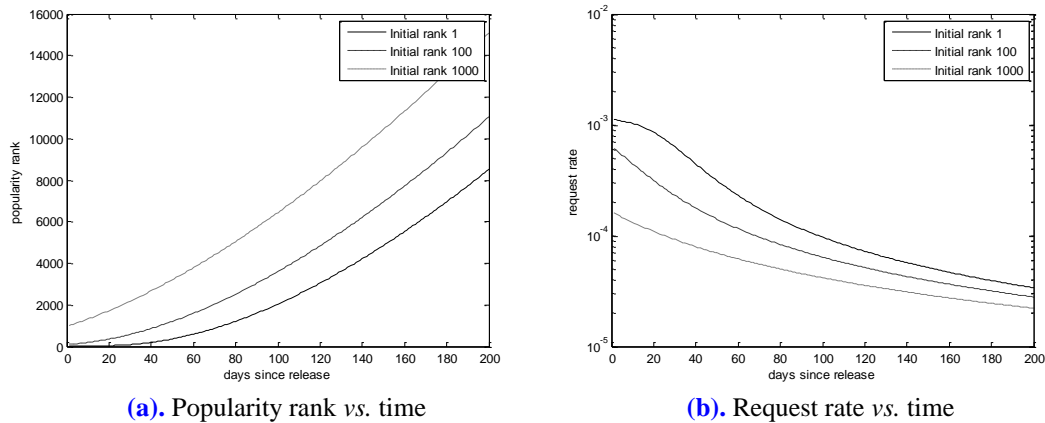 16000
14000
12000
10000
8000
6000
4000
2000
0
popularity rank
Initial rank 1
Initial rank 100
Initial rank 1000
0 20 40 60 80 100 120 140 160 180 200
days since release
(a). Popularity rank vs. time
10-2
10-3
10-4
10-5
request rate
Initial rank 1
Initial rank 100
Initial rank 1000
0 20 40 60 80 100 120 140 160 180 200
days since release
(b). Request rate vs. time